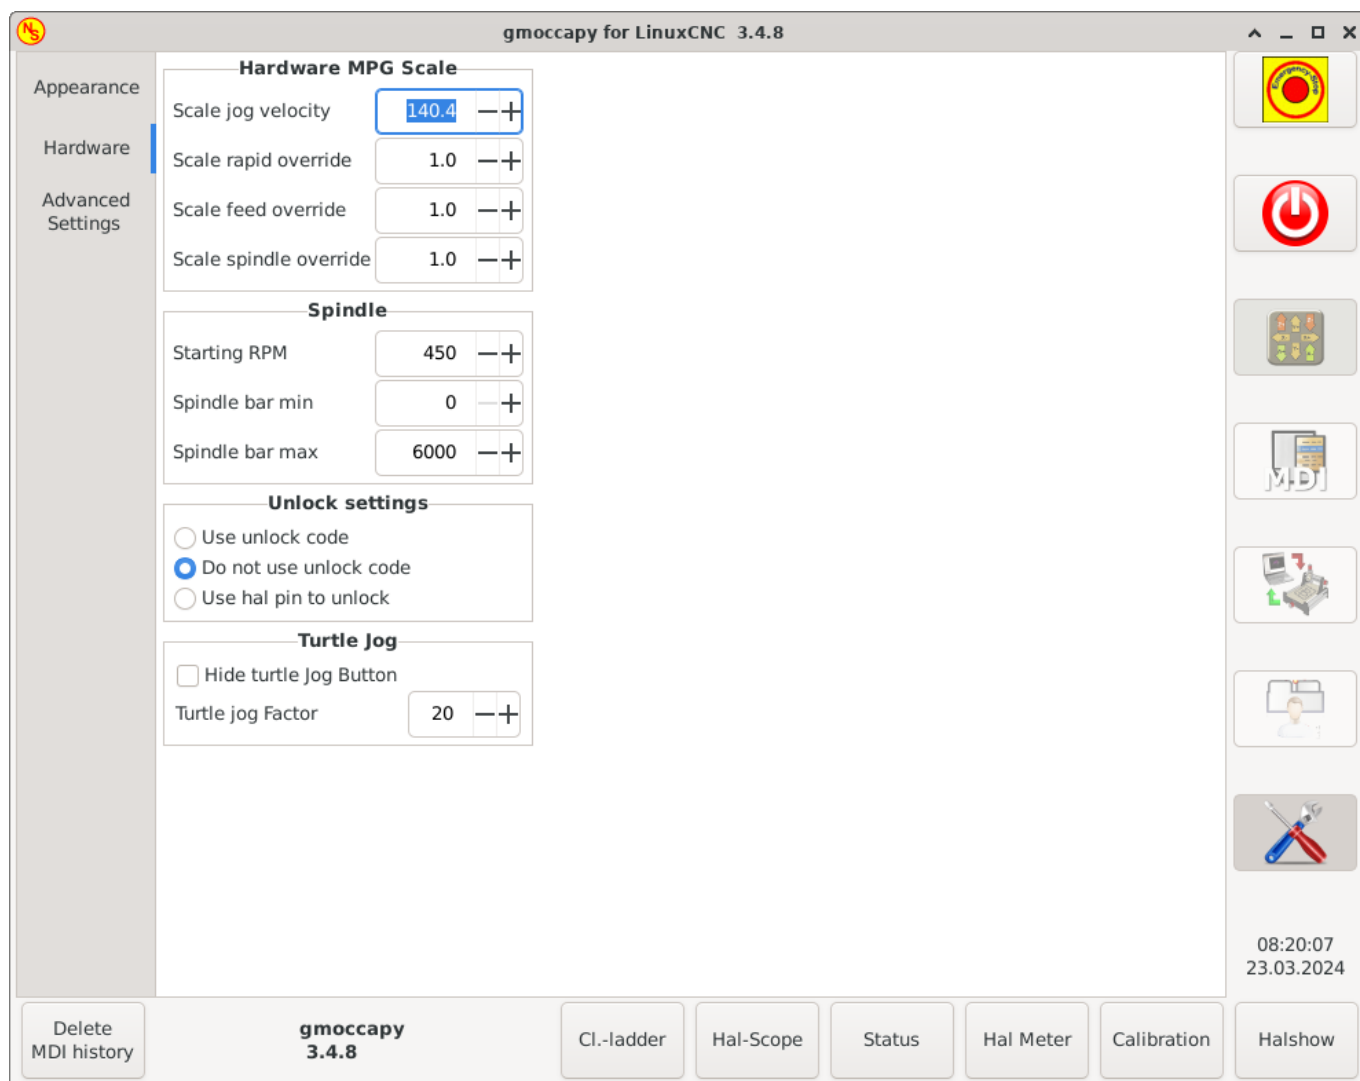 NS
gmoccapy for LinuxCNC 3.4.8
Appearance
Hardware
Advanced
Settings
Hardware MPG Scale
Scale jog velocity 140.4
Scale rapid override 1.0
Scale feed override 1.0
Scale spindle override 1.0
Spindle
Starting RPM 450
Spindle bar min 0
Spindle bar max 6000
Unlock settings
Use unlock code
Do not use unlock code
Use hal pin to unlock
Turtle Jog
Hide turtle Jog Button
Turtle jog Factor 20
Emergency-Stop
MDI
08:20:07
23.03.2024
Delete
MDI history
gmoccapy
3.4.8
Cl.-ladder
Hal-Scope
Status
Hal Meter
Calibration
Halshow